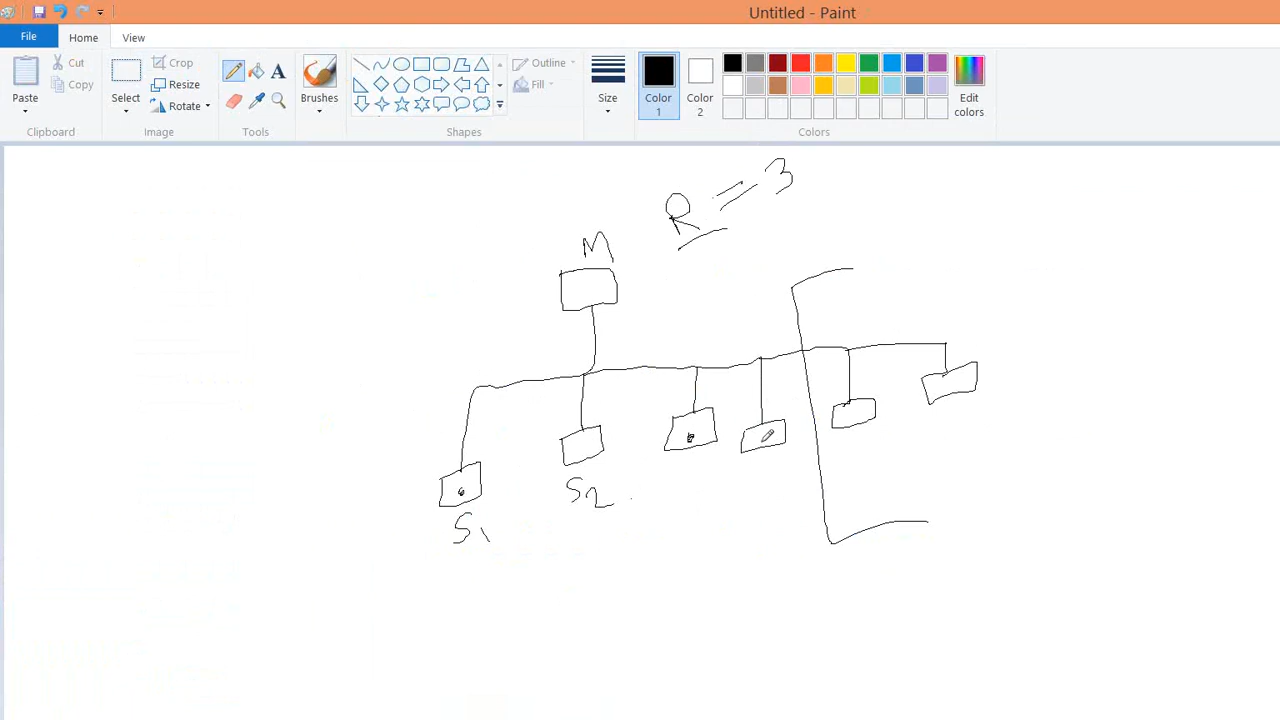 Untitled - Paint
File Home View
Cut
Copy
Paste
Clipboard
Crop
Resize
Rotate
Select
Image
A
Tools
Brushes
Outline
Fill
Shapes
Size
Color 1
Color 2
Edit colors
Colors
R = 3
M
S1
S2